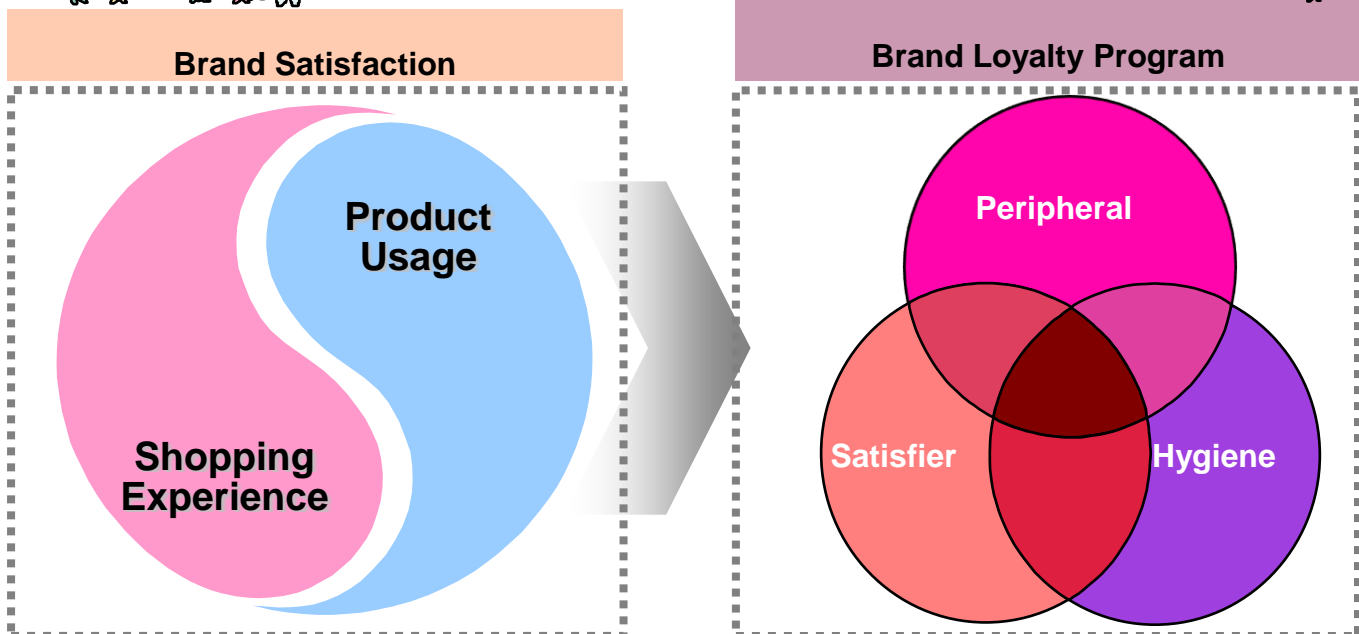 Brand Satisfaction
Brand Loyalty Program
Product
Usage
Shopping
Experience
Peripheral
Satisfier
Hygiene